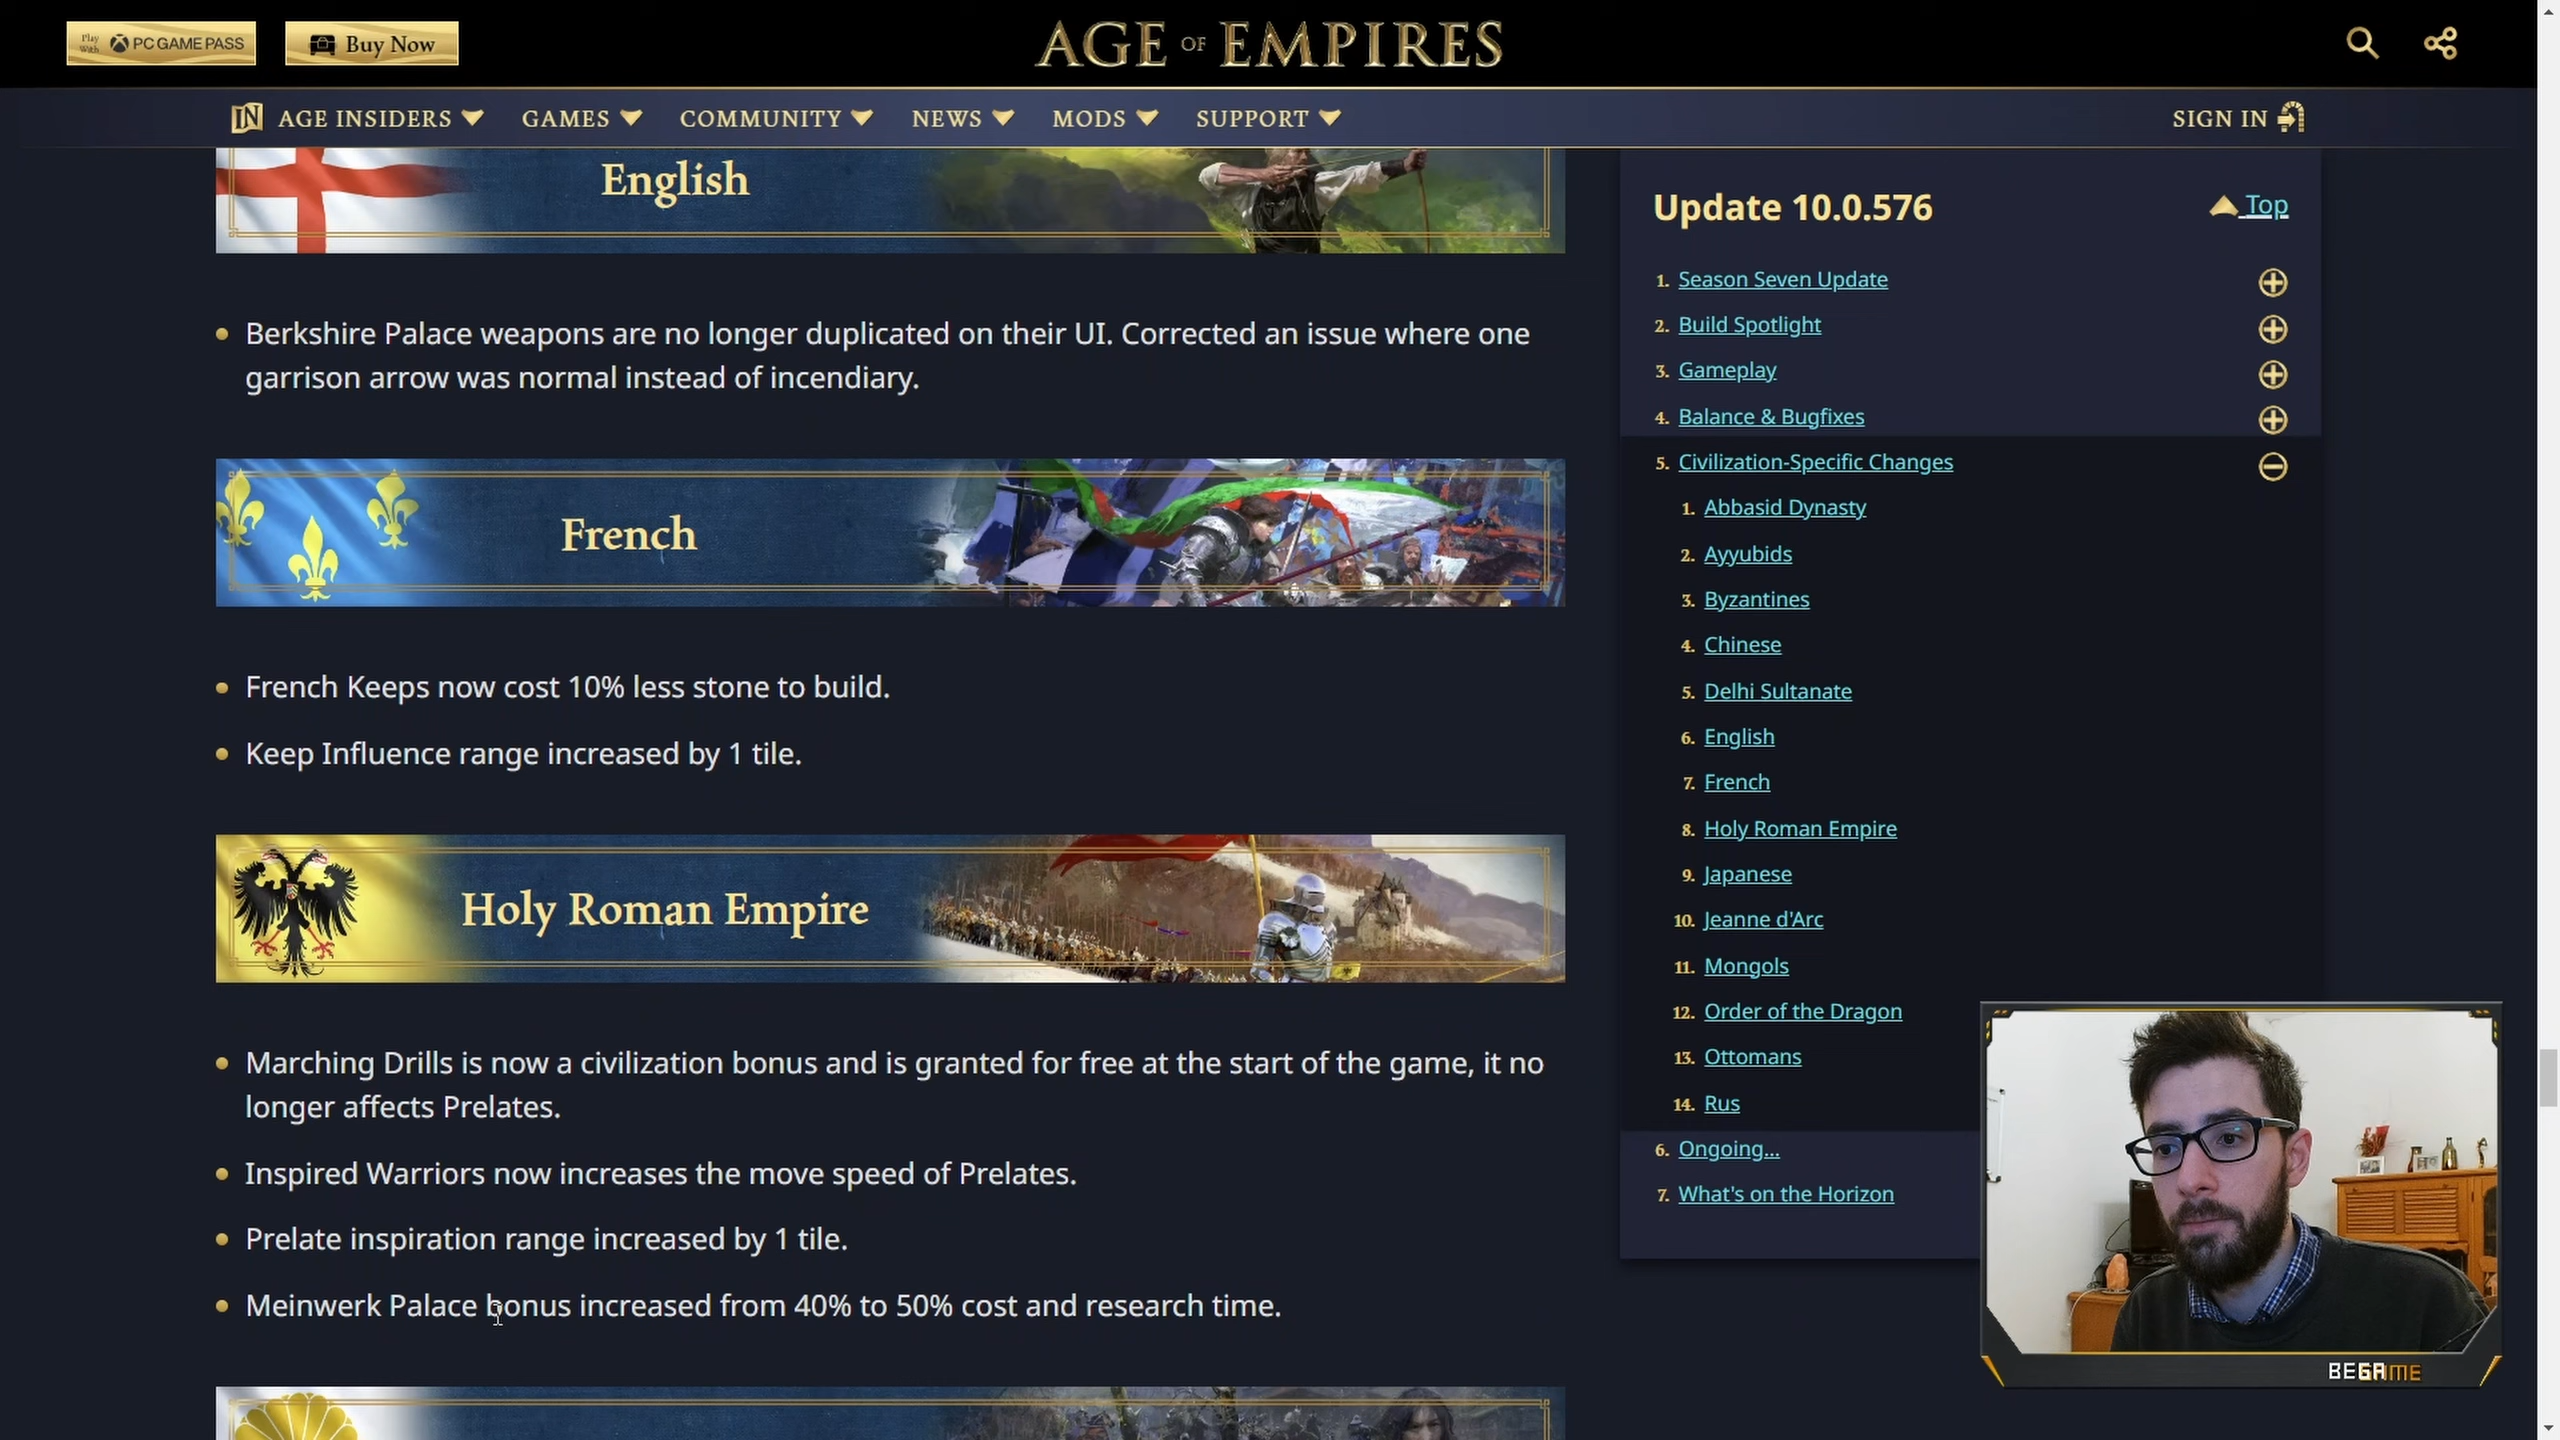 Play With PC GAME PASS
Buy Now
AGE OF EMPIRES
IN AGE INSIDERS
GAMES
COMMUNITY
NEWS
MODS
SUPPORT
SIGN IN
English
Berkshire Palace weapons are no longer duplicated on their UI. Corrected an issue where one
garrison arrow was normal instead of incendiary.
French
French Keeps now cost 10% less stone to build.
Keep Influence range increased by 1 tile.
Holy Roman Empire
Marching Drills is now a civilization bonus and is granted for free at the start of the game, it no
longer affects Prelates.
Inspired Warriors now increases the move speed of Prelates.
Prelate inspiration range increased by 1 tile.
Meinwerk Palace bonus increased from 40% to 50% cost and research time.
Update 10.0.576
Top
1. Season Seven Update
2. Build Spotlight
3. Gameplay
4. Balance & Bugfixes
5. Civilization-Specific Changes
1. Abbasid Dynasty
2. Ayyubids
3. Byzantines
4. Chinese
5. Delhi Sultanate
6. English
7. French
8. Holy Roman Empire
9. Japanese
10. Jeanne d'Arc
11. Mongols
12. Order of the Dragon
13. Ottomans
14. Rus
6. Ongoing...
7. What's on the Horizon
BEGAME